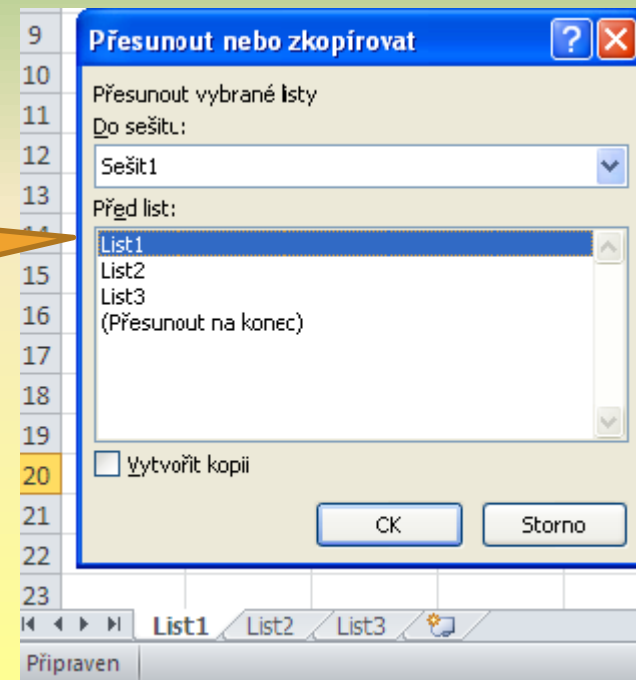 9
Přesunout nebo zkopírovat
10
Přesunout vybrané listy
11
Do sešitu:
12
Sešit1
13
Před list:
14
List1
15
List2
List3
16
(Přesunout na konec)
17
18
19
20
Vytvořit kopii
21
CK
Storno
22
23
List1 List2 List3
Připraven